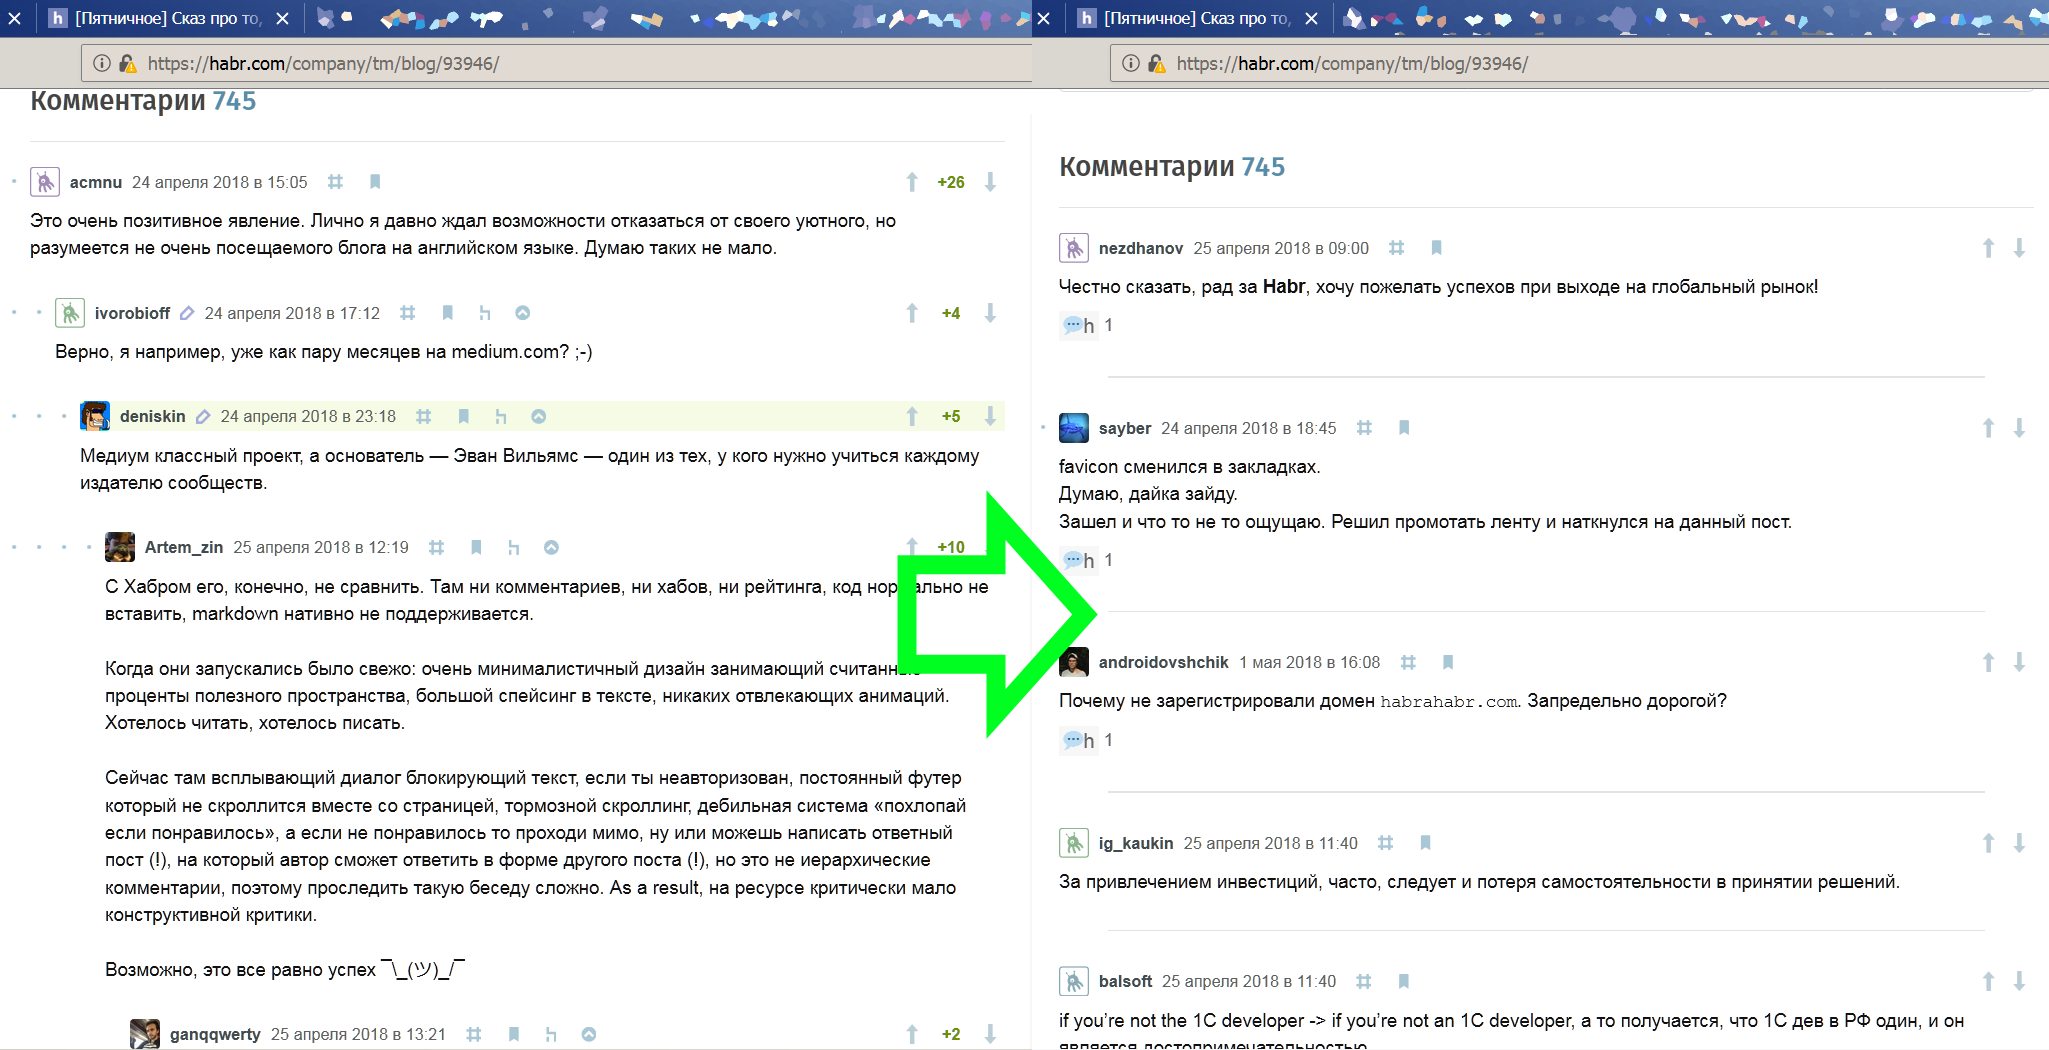 [Пятничное] Сказ про то,
https://habr.com/company/tm/blog/93946/
Комментарии 745
acmnu 24 апреля 2018 в 15:05 +26
Это очень позитивное явление. Лично я давно ждал возможности отказаться от своего уютного, но
разумеется не очень посещаемого блога на английском языке. Думаю таких не мало.
ivorobioff 24 апреля 2018 в 17:12 +4
Верно, я например, уже как пару месяцев на medium.com? ;-)
deniskin 24 апреля 2018 в 23:18 +5
Медиум классный проект, а основатель — Эван Вильямс — один из тех, у кого нужно учиться каждому
издателю сообществ.
Artem_zin 25 апреля 2018 в 12:19 +10
С Хабром его, конечно, не сравнить. Там ни комментариев, ни хабов, ни рейтинга, код нормально не
вставить, markdown нативно не поддерживается.
Когда они запускались было свежо: очень минималистичный дизайн занимающий считанные
проценты полезного пространства, большой спейсинг в тексте, никаких отвлекающих анимаций.
Хотелось читать, хотелось писать.
Сейчас там всплывающий диалог блокирующий текст, если ты неавторизован, постоянный футер
который не скроллится вместе со страницей, тормозной скроллинг, дебильная система «похлопай
если понравилось», а если не понравилось то проходи мимо, ну или можешь написать ответный
пост (!), на который автор сможет ответить в форме другого поста (!), но это не иерархические
комментарии, поэтому проследить такую беседу сложно. As a result, на ресурсе критически мало
конструктивной критики.
Возможно, это все равно успех ¯\_(ツ)_/¯
ganqqwerty 25 апреля 2018 в 13:21 +2
[Пятничное] Сказ про то,
https://habr.com/company/tm/blog/93946/
Комментарии 745
nezdhanov 25 апреля 2018 в 09:00
Честно сказать, рад за Habr, хочу пожелать успехов при выходе на глобальный рынок!
h 1
sayber 24 апреля 2018 в 18:45
favicon сменился в закладках.
Думаю, дайка зайду.
Зашел и что то не то ощущаю. Решил промотать ленту и наткнулся на данный пост.
h 1
androidovshchik 1 мая 2018 в 16:08
Почему не зарегистрировали домен habrahabr.com. Запредельно дорогой?
h 1
ig_kaukin 25 апреля 2018 в 11:40
За привлечением инвестиций, часто, следует и потеря самостоятельности в принятии решений.
balsoft 25 апреля 2018 в 11:40
if you're not the 1C developer -> if you're not an 1C developer, а то получается, что 1С дев в РФ один, и он
является достопримечательностью